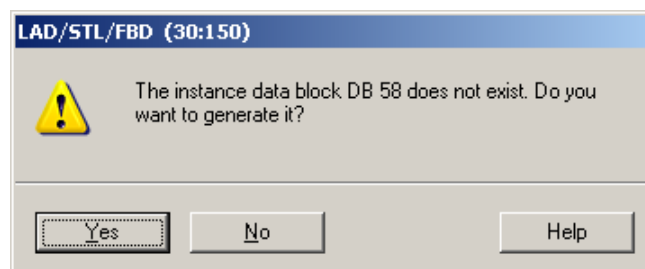 LAD/STL/FBD (30:150)
The instance data block DB 58 does not exist. Do you
want to generate it?
Yes
No
Help